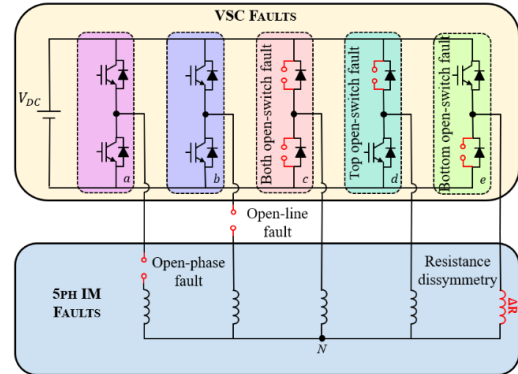 VSC FAULTS
V_DC
Both open-switch fault
Top open-switch fault
Bottom open-switch fault
a
b
c
d
e
Open-line
fault
Open-phase
fault
Resistance
dissymmetry
5PH IM
FAULTS
ΔR
N